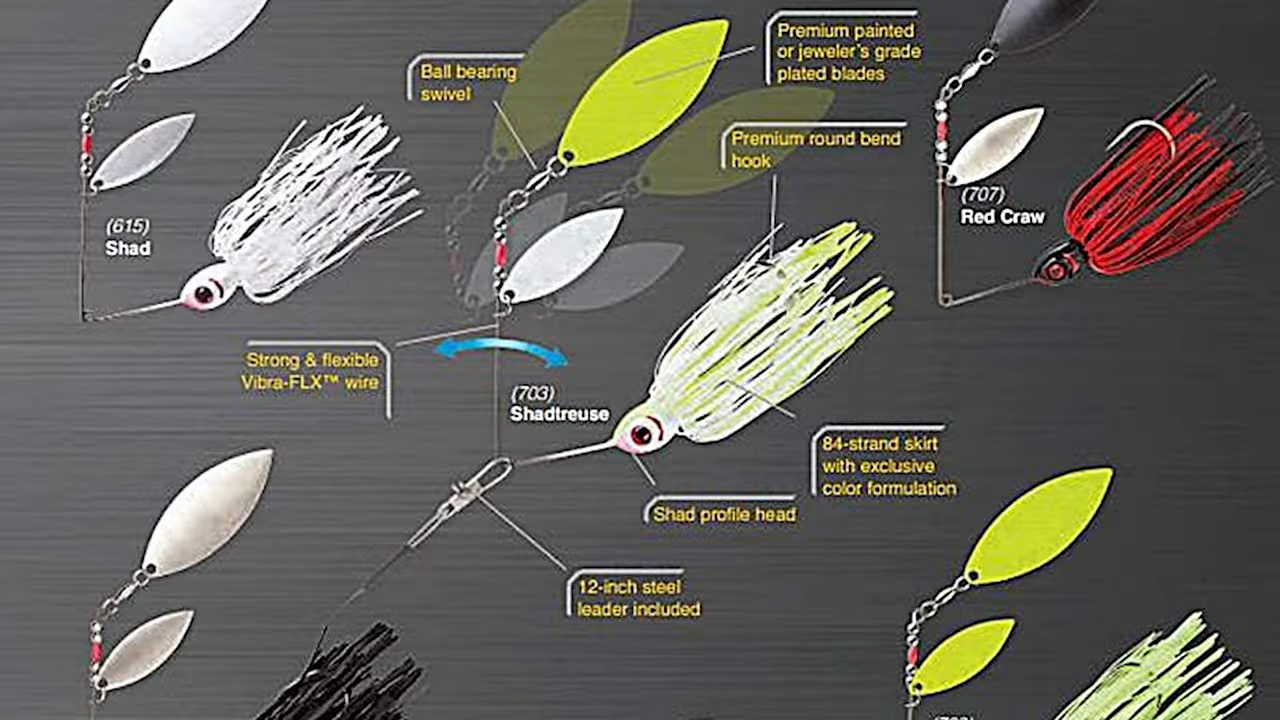 Premium painted
or jeweler's grade
plated blades
Ball bearing
swivel
Premium round bend
hook
(707)
Red Craw
(615)
Shad
Strong & flexible
Vibra-FLX™ wire
(703)
Shadtreuse
84-strand skirt
with exclusive
color formulation
Shad profile head
12-inch steel
leader included